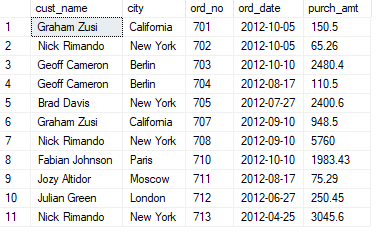 cust_name city ord_no ord_date purch_amt
1 Graham Zusi California 701 2012-10-05 150.5
2 Nick Rimando New York 702 2012-10-05 65.26
3 Geoff Cameron Berlin 703 2012-10-10 2480.4
4 Geoff Cameron Berlin 704 2012-08-17 110.5
5 Brad Davis New York 705 2012-07-27 2400.6
6 Graham Zusi California 707 2012-09-10 948.5
7 Nick Rimando New York 708 2012-09-10 5760
8 Fabian Johnson Paris 710 2012-10-10 1983.43
9 Jozy Altidor Moscow 711 2012-08-17 75.29
10 Julian Green London 712 2012-06-27 250.45
11 Nick Rimando New York 713 2012-04-25 3045.6